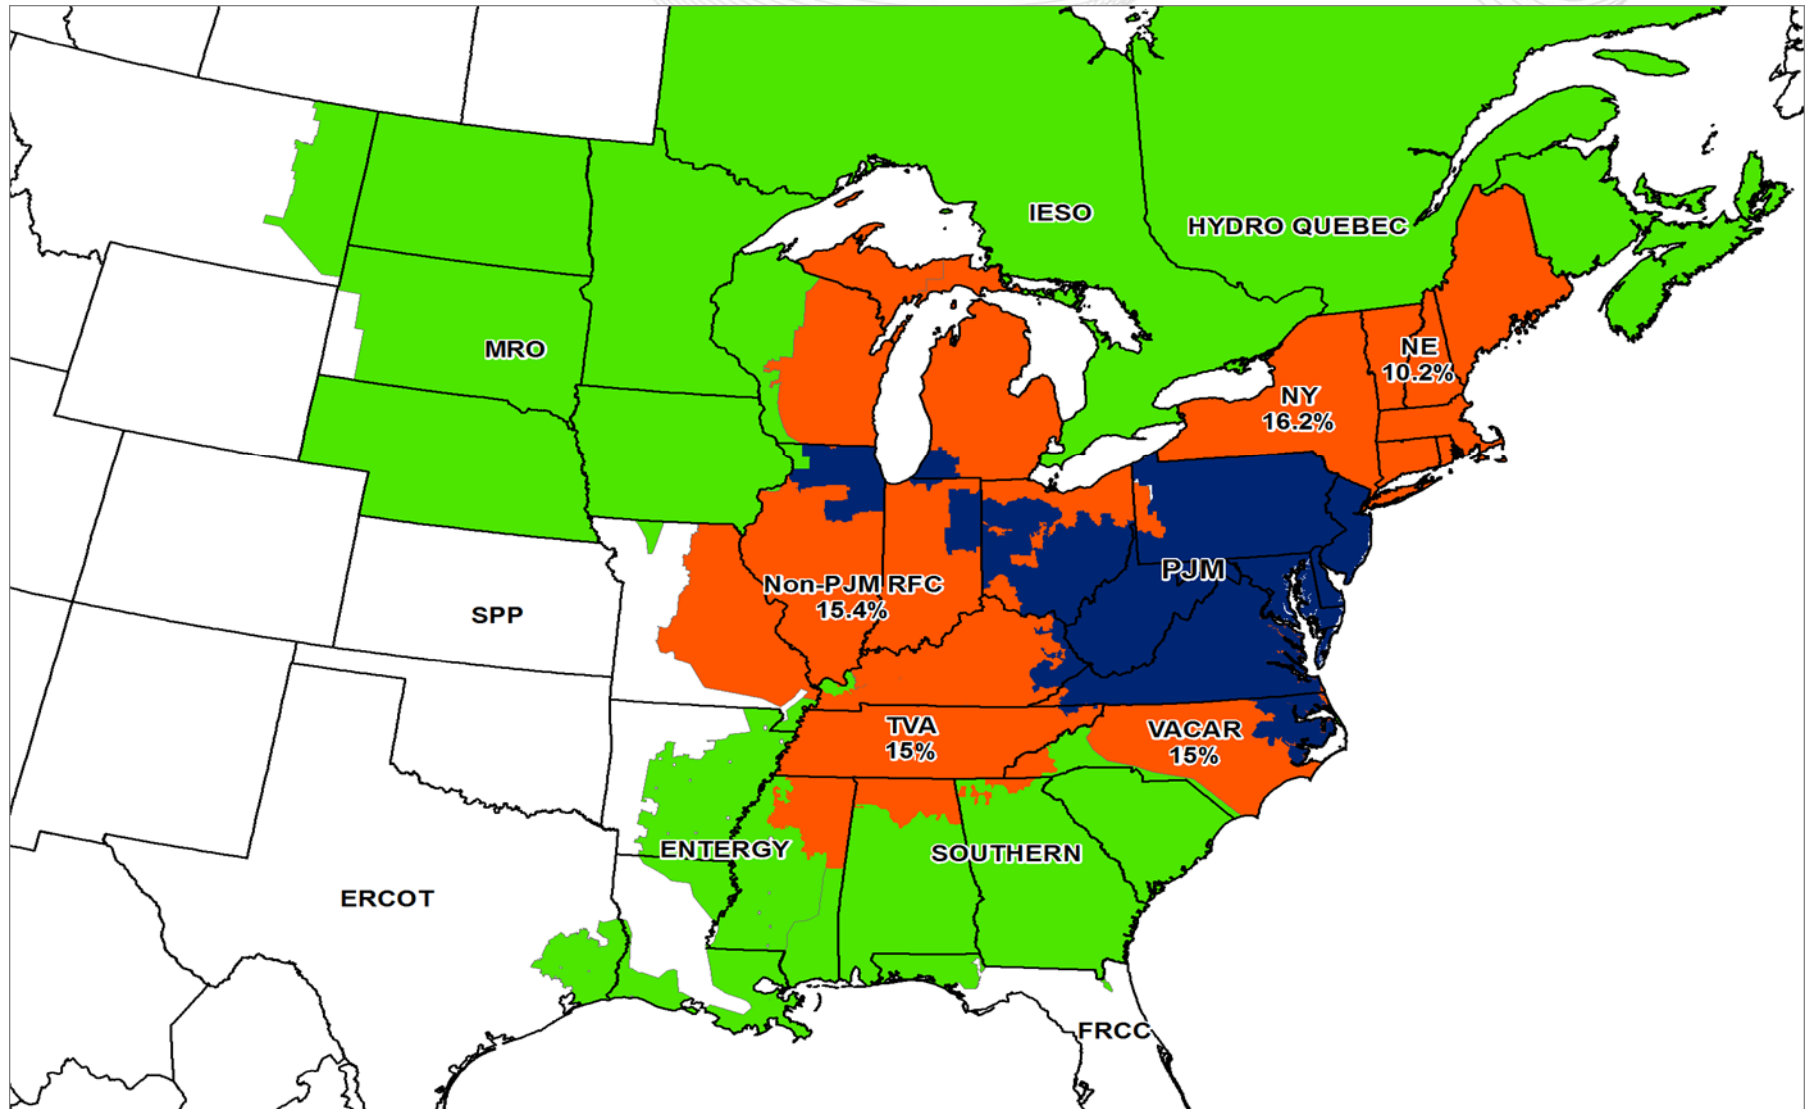 IESO
HYDRO QUEBEC
MRO
NE
10.2%
NY
16.2%
PJM
Non-PJM RFC
15.4%
SPP
TVA
15%
VACAR
15%
ENTERGY
SOUTHERN
ERCOT
FRCC